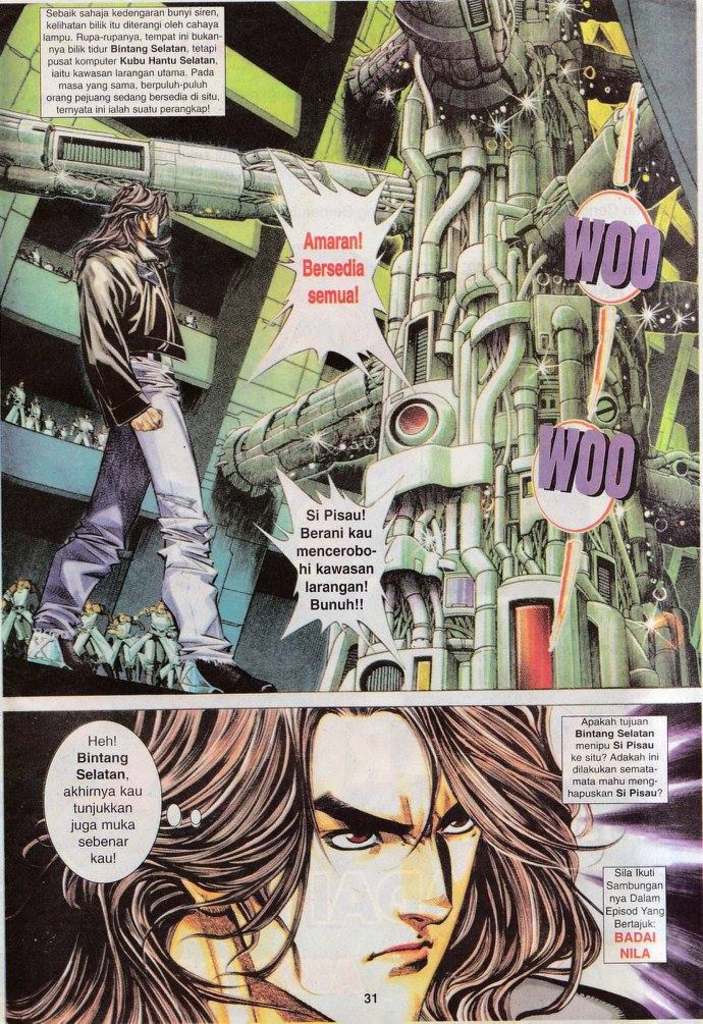 Sebaik sahaja kedengaran bunyi siren,
kelihatan bilik itu diterangi oleh cahaya
lampu. Rupa-rupanya, tempat ini bukan-
nya bilik tidur Bintang Selatan, tetapi
pusat komputer Kubu Hantu Selatan,
iaitu kawasan larangan utama. Pada
masa yang sama, berpuluh-puluh
orang pejuang sedang bersedia di situ,
ternyata ini ialah suatu perangkap!
Amaran!
Bersedia
semua!
WOO
WOO
Si Pisau!
Berani kau
mencerobo-
hi kawasan
larangan!
Bunuh!!
Heh!
Bintang
Selatan,
akhirnya kau
tunjukkan
juga muka
sebenar
kau!
Apakah tujuan
Bintang Selatan
menipu Si Pisau
ke situ? Adakah ini
dilakukan semata-
mata mahu meng-
hapuskan Si Pisau?
Sila Ikuti
Sambungan
nya Dalam
Episod Yang
Bertajuk:
BADAI
NILA
31